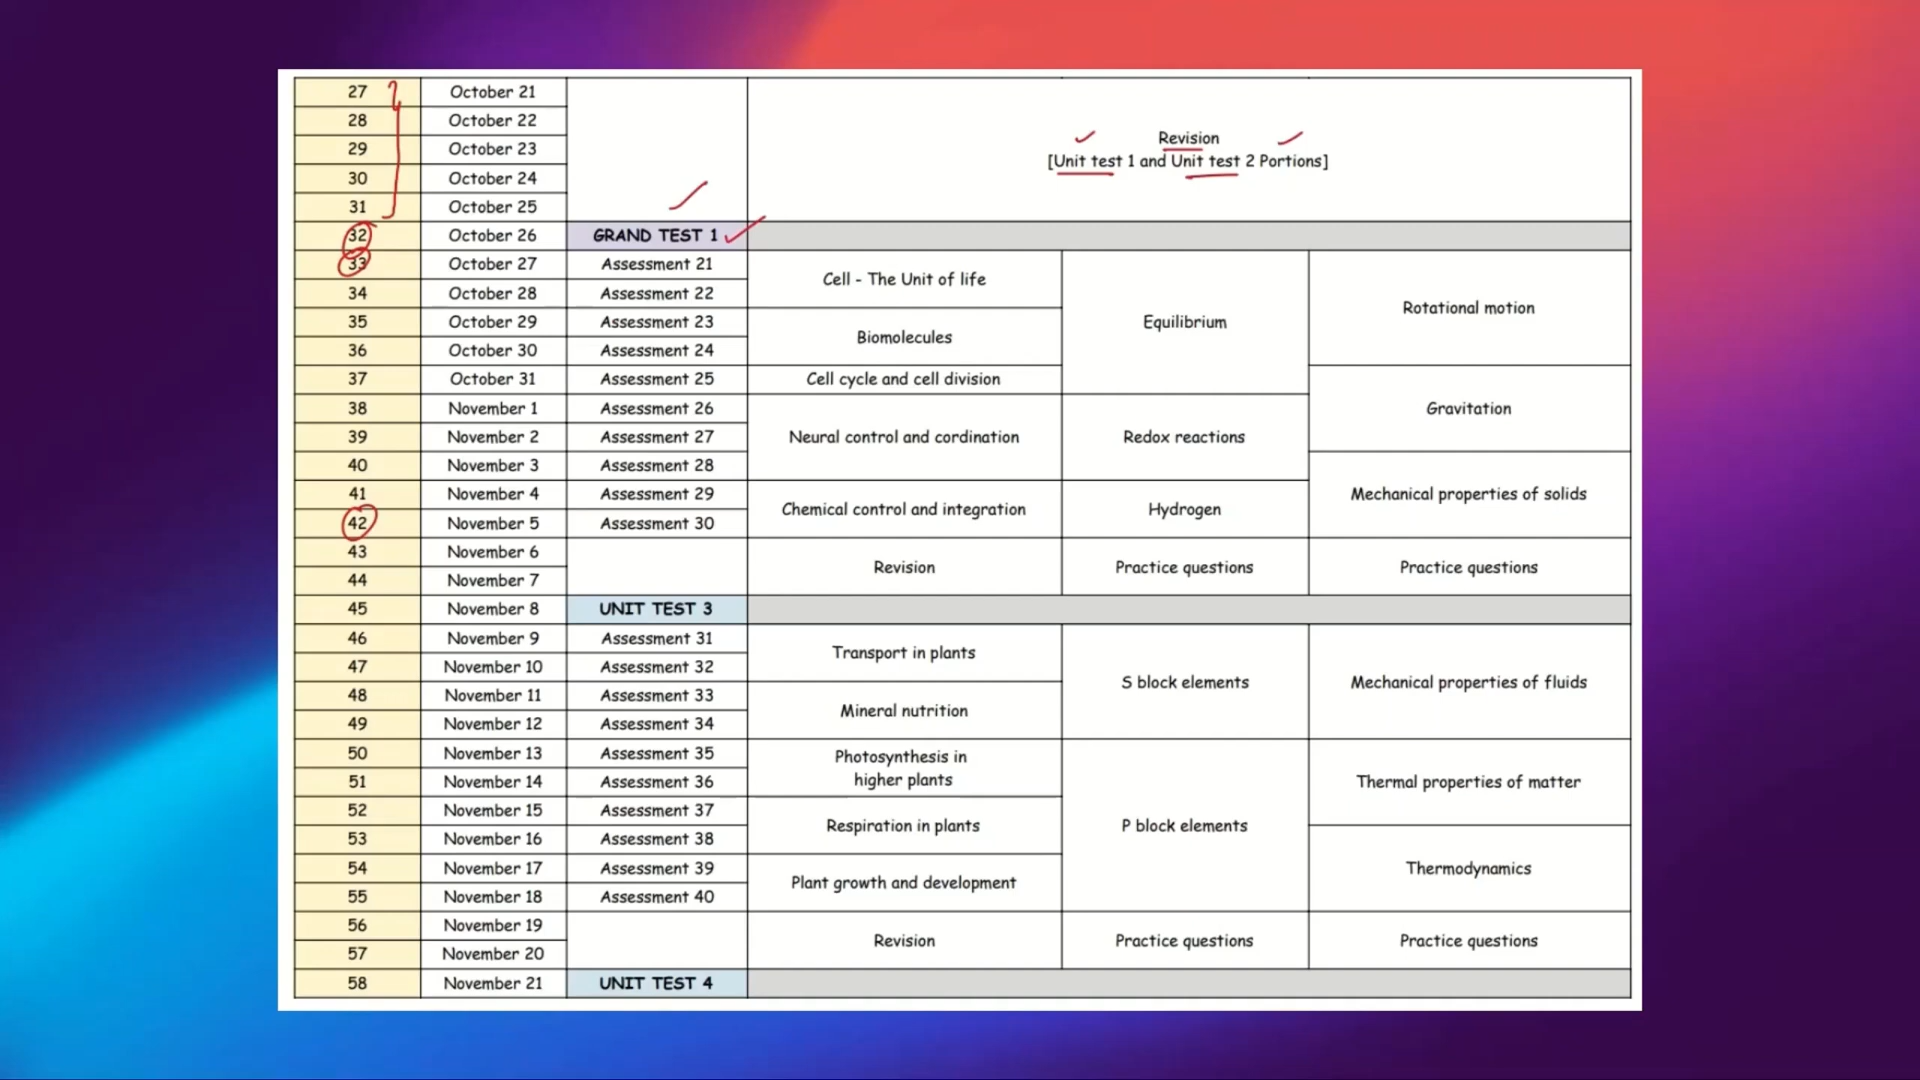 27 October 21
28 October 22
29 October 23
30 October 24
31 October 25
Revision
[Unit test 1 and Unit test 2 Portions]
32 October 26 GRAND TEST 1
33 October 27 Assessment 21
34 October 28 Assessment 22
Cell - The Unit of life
35 October 29 Assessment 23
36 October 30 Assessment 24
Biomolecules
Equilibrium
Rotational motion
37 October 31 Assessment 25 Cell cycle and cell division
38 November 1 Assessment 26
39 November 2 Assessment 27
40 November 3 Assessment 28
Neural control and cordination
Redox reactions
Gravitation
41 November 4 Assessment 29
42 November 5 Assessment 30
Chemical control and integration
Hydrogen
Mechanical properties of solids
43 November 6
44 November 7
Revision
Practice questions
Practice questions
45 November 8 UNIT TEST 3
46 November 9 Assessment 31
47 November 10 Assessment 32
Transport in plants
48 November 11 Assessment 33
49 November 12 Assessment 34
Mineral nutrition
S block elements
Mechanical properties of fluids
50 November 13 Assessment 35
51 November 14 Assessment 36
Photosynthesis in
higher plants
Thermal properties of matter
52 November 15 Assessment 37
53 November 16 Assessment 38
Respiration in plants
P block elements
54 November 17 Assessment 39
55 November 18 Assessment 40
Plant growth and development
Thermodynamics
56 November 19
57 November 20
Revision
Practice questions
Practice questions
58 November 21 UNIT TEST 4